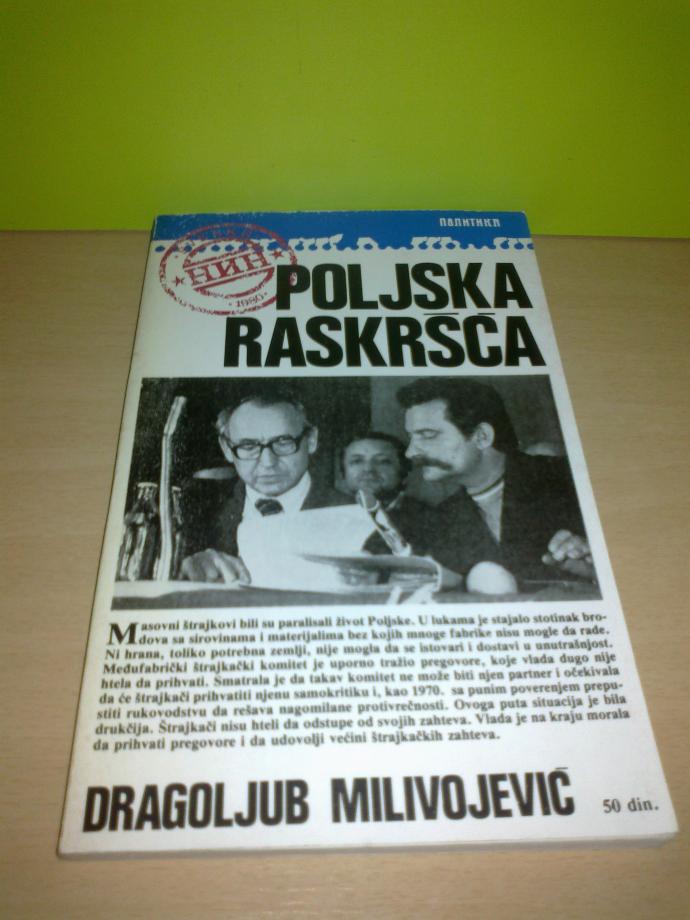 политика
НИН
1980
POLJSKA
RASKRŠĆA
Masovni štrajkovi bili su paralisali život Poljske. U lukama je stajalo stotinak bro-
dova sa sirovinama i materijalima bez kojih mnoge fabrike nisu mogle da rade.
Ni hrana, toliko potrebna zemlji, nije mogla da se istovari i dostavi u unutrašnjost.
Međufabrički štrajkački komitet je uporno tražio pregovore, koje vlada dugo nije
htela da prihvati. Smatrala je da takav komitet ne može biti njen partner i očekivala
da će štrajkači prihvatiti njenu samokritiku i, kao 1970. sa punim poverenjem prepu-
stiti rukovodstvu da rešava nagomilane protivrečnosti. Ovoga puta situacija je bila
drukčija. Štrajkači nisu hteli da odstupe od svojih zahteva. Vlada je na kraju morala
da prihvati pregovore i da udovolji većini štrajkačkih zahteva.
DRAGOLJUB MILIVOJEVIĆ 50 din.